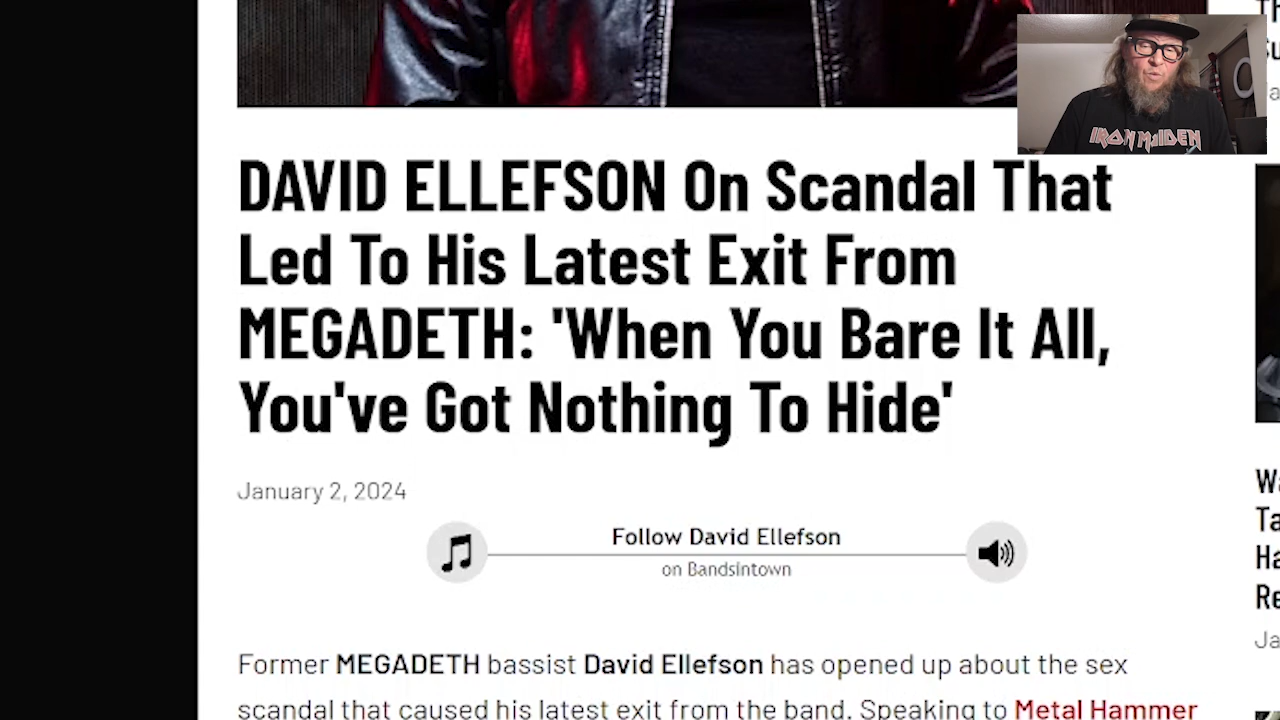 IRON MAIDEN
DAVID ELLEFSON On Scandal That
Led To His Latest Exit From
MEGADETH: 'When You Bare It All,
You've Got Nothing To Hide'
January 2, 2024
Follow David Ellefson
on Bandsintown
Former MEGADETH bassist David Ellefson has opened up about the sex
scandal that caused his latest exit from the band. Speaking to Metal Hammer